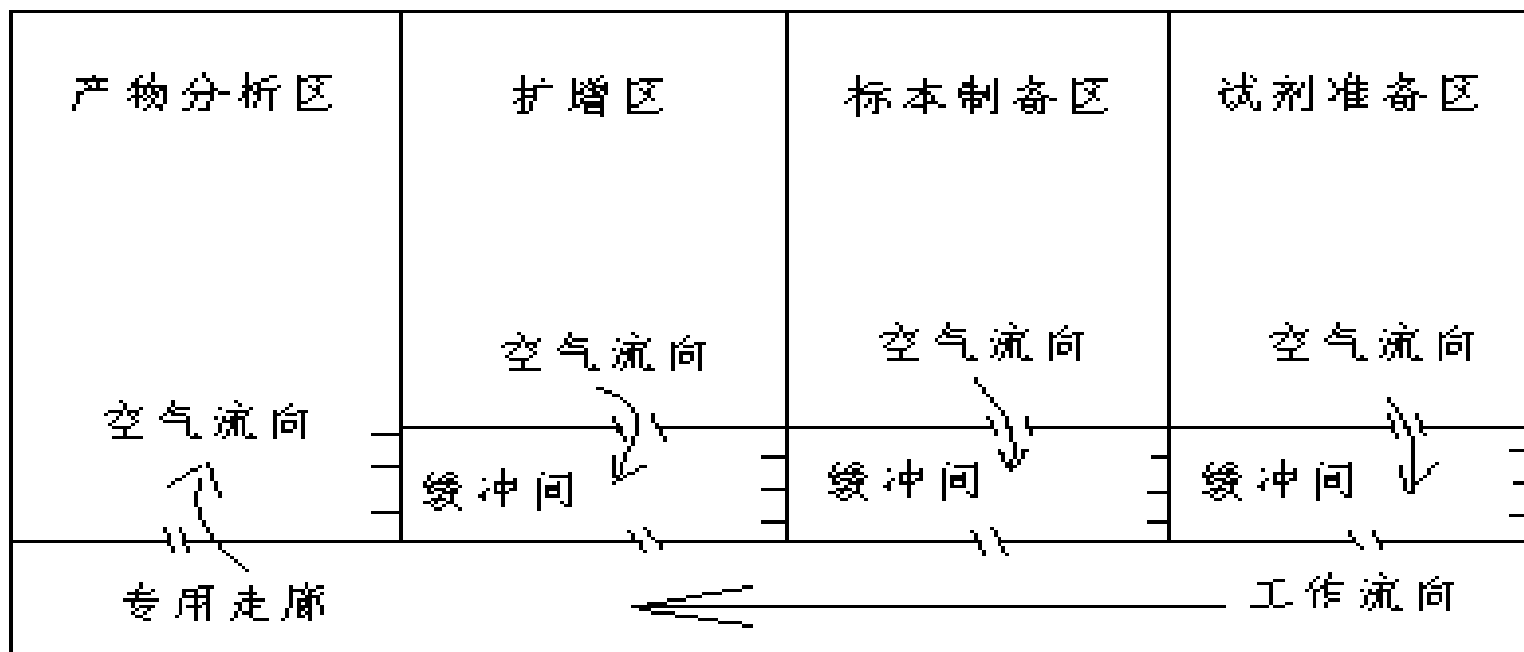 产物分析区
扩增区
标本制备区
试剂准备区
空气流向
空气流向
空气流向
空气流向
缓冲间
缓冲间
缓冲间
专用走廊
工作流向